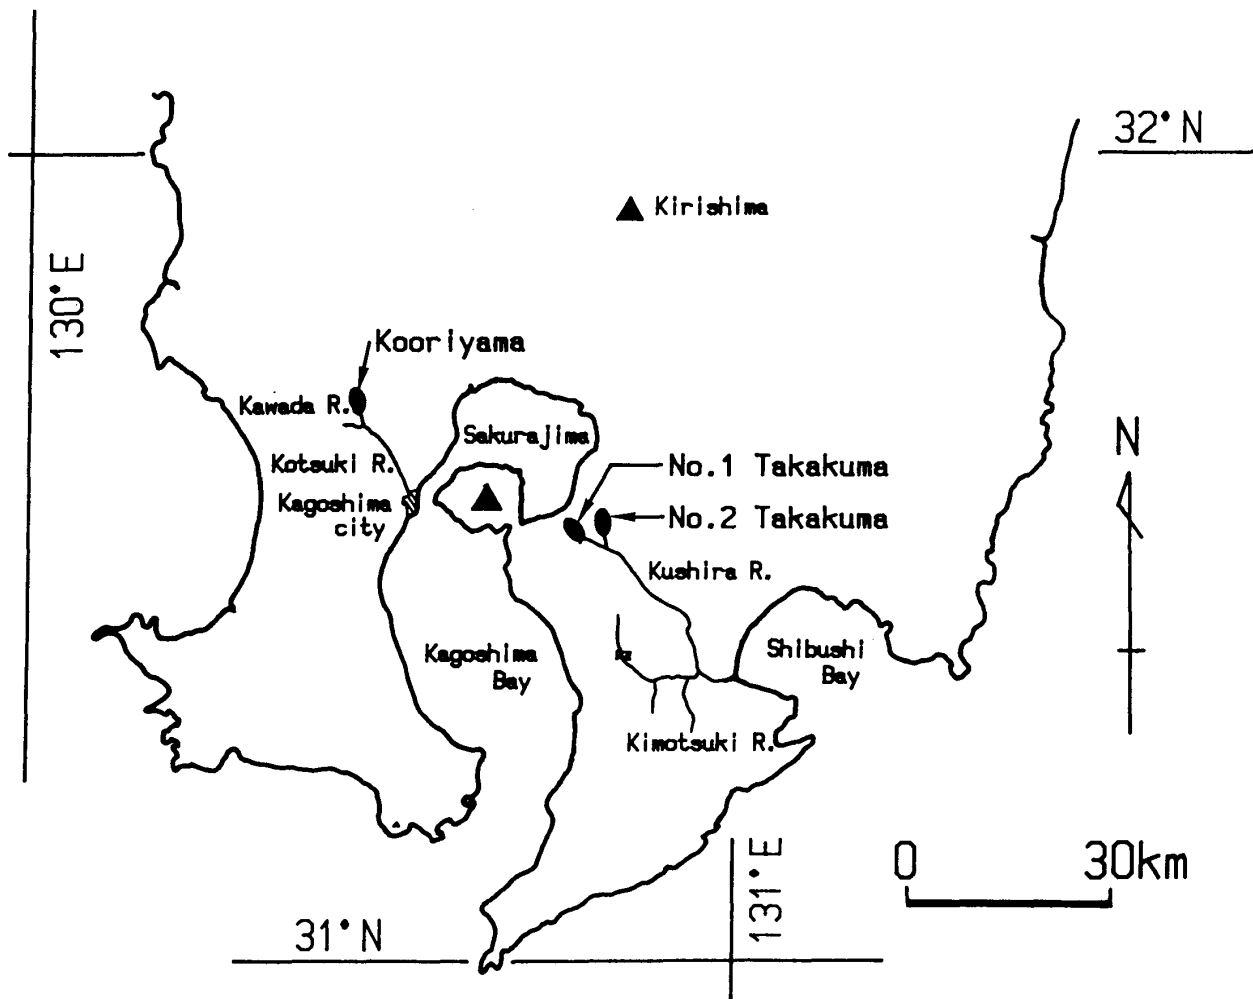 32°N
Kirishima
130°E
Kooriyama
Kawada R.
Sakurajima
Kotsuki R.
No.1 Takakuma
Kagoshima
city
No.2 Takakuma
N
Kushira R.
Kagoshima
Bay
Shibushi
Bay
Kimotsuki R.
131°E
0 30km
31°N